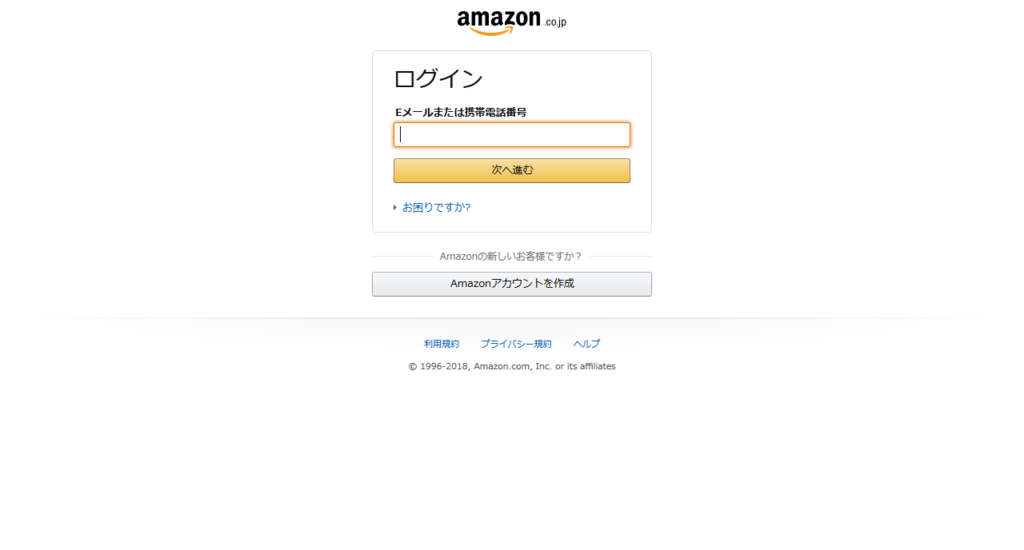 amazon.co.jp
ログイン
Eメールまたは携帯電話番号
次へ進む
お困りですか?
Amazonの新しいお客様ですか？
Amazonアカウントを作成
利用規約 プライバシー規約 ヘルプ
© 1996-2018, Amazon.com, Inc. or its affiliates